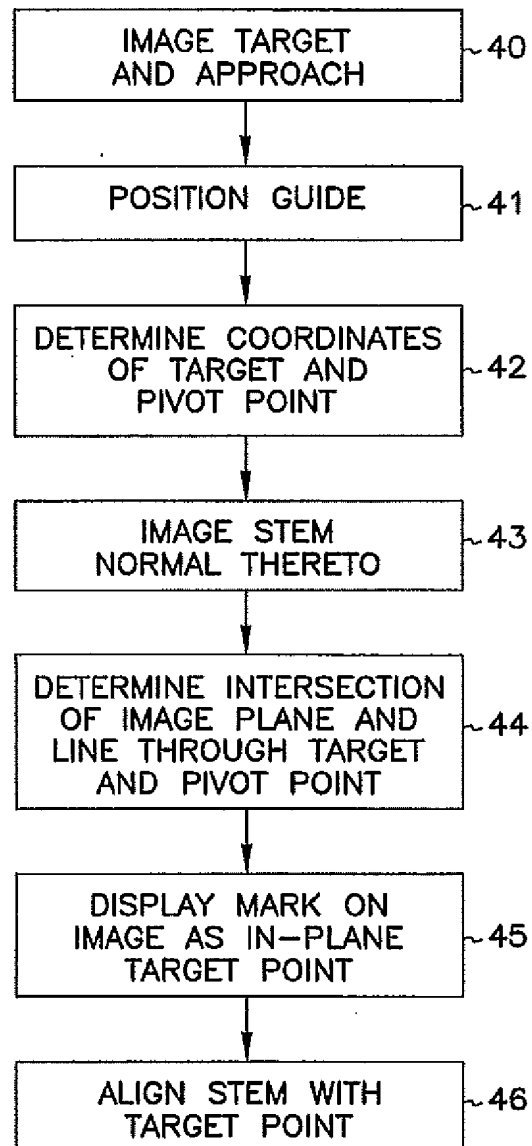 IMAGE TARGET
AND APPROACH
40
POSITION GUIDE
41
DETERMINE COORDINATES
OF TARGET AND
PIVOT POINT
42
IMAGE STEM
NORMAL THERETO
43
DETERMINE INTERSECTION
OF IMAGE PLANE AND
LINE THROUGH TARGET
AND PIVOT POINT
44
DISPLAY MARK ON
IMAGE AS IN-PLANE
TARGET POINT
45
ALIGN STEM WITH
TARGET POINT
46